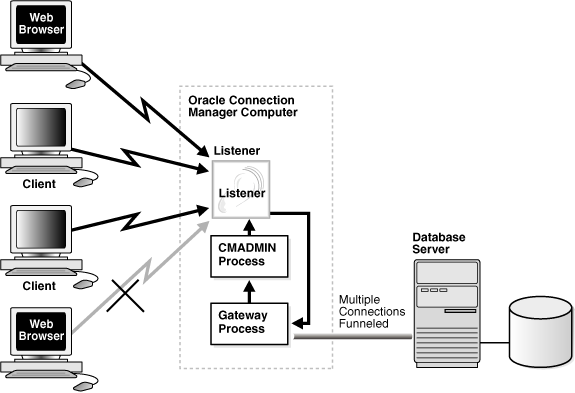 Web
Browser
Client
Client
Web
Browser
Oracle Connection
Manager Computer
Listener
Listener
CMADMIN
Process
Gateway
Process
Multiple
Connections
Funneled
Database
Server